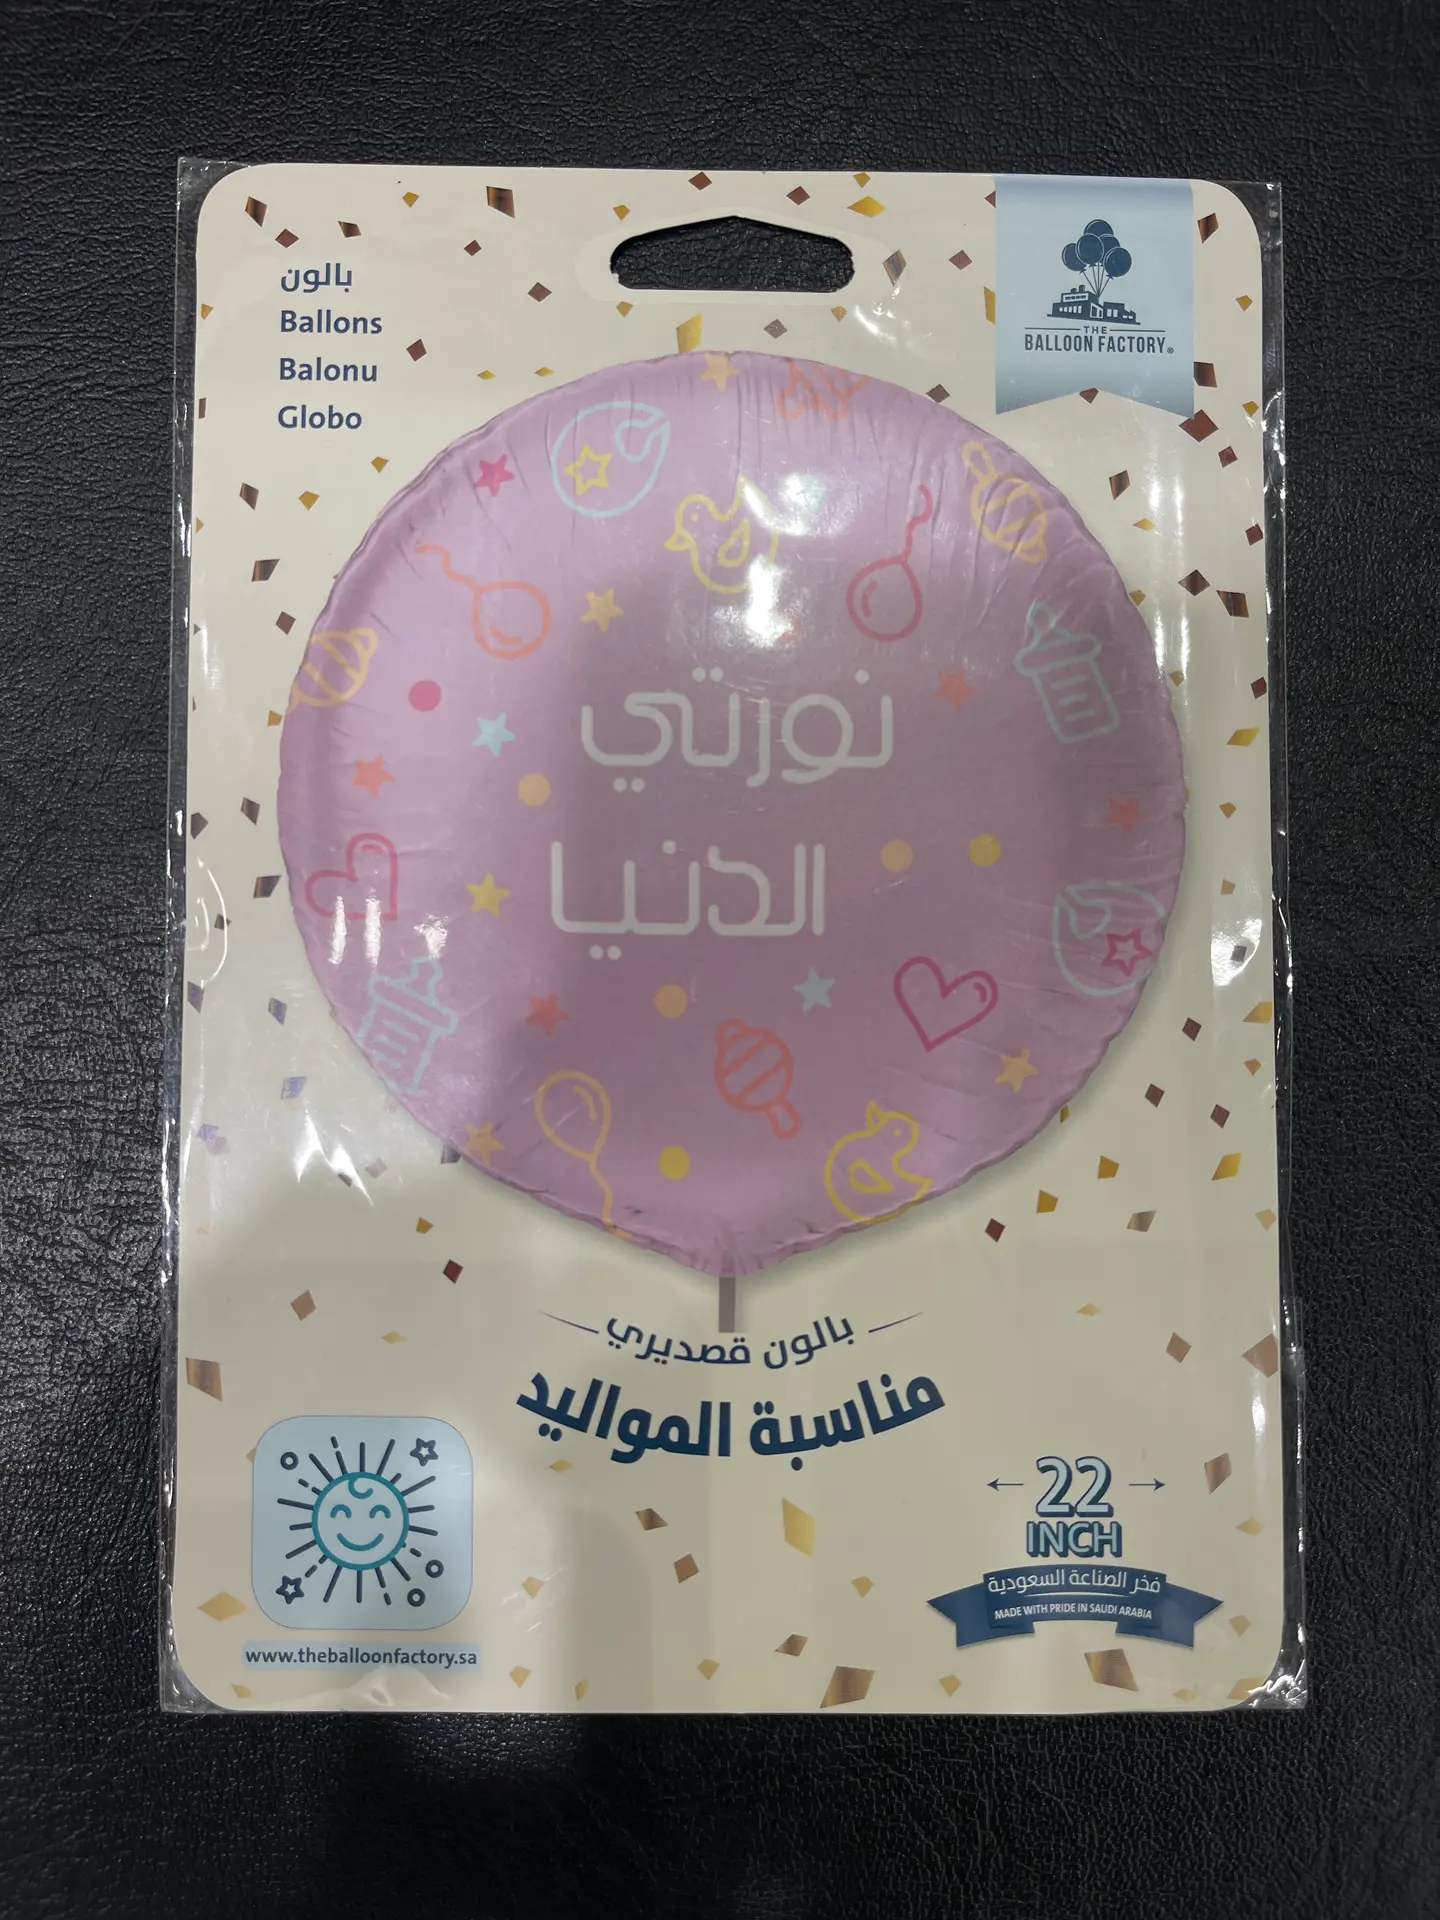 بالون
Ballons
Balonu
Globo
THE
BALLOON FACTORY®
نورتي
الدنيا
بالون قصديري
مناسبة المواليد
22
INCH
فخر الصناعة السعودية
MADE WITH PRIDE IN SAUDI ARABIA
www.theballoonfactory.sa